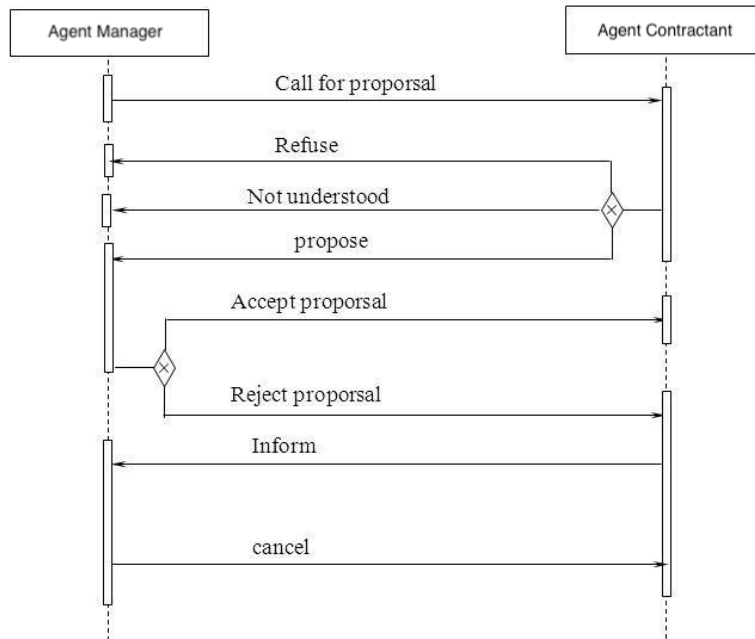 Agent Manager
Agent Contractant
Call for proporsal
Refuse
Not understood
propose
Accept proporsal
Reject proporsal
Inform
cancel